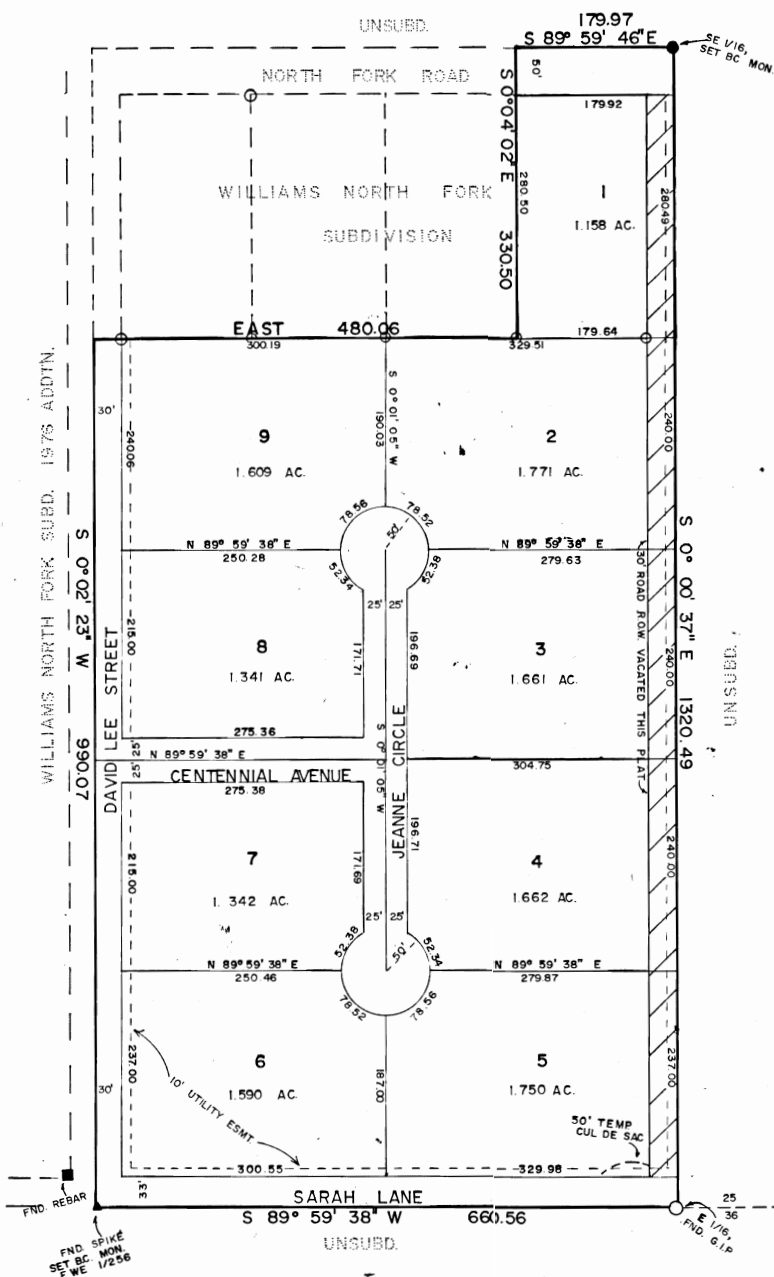 UNSUBD.
179.97
S 89° 59' 46"E
SE 1/16,
SET BC MON.
NORTH FORK ROAD
50'
179.92
S 0°04' 02" E 330.50
280.50
WILLIAMS NORTH FORK
SUBDIVISION
1
1.158 AC.
280.49
EAST 480.06
300.19
329.51
179.64
WILLIAMS NORTH FORK SUBD. 1976 ADDTN.
30'
240.06
S 0° 01' 05" W
190.03
9
1.609 AC.
2
1.771 AC.
240.00
78.56
78.52
50'
N 89° 59' 38" E
250.28
N 89° 59' 38" E
279.63
52.34
52.38
S 0° 02' 23" W 990.07
S 0° 00' 37" E 1320.49
30' ROAD R.O.W. VACATED THIS PLAT
UNSUBD.
25' 25'
215.00
8
1.341 AC.
171.71
196.69
3
1.661 AC.
240.00
DAVID LEE STREET
275.36
25' 25'
N 89° 59' 38" E
S 0° 01' 05" W
JEANNE CIRCLE
304.75
CENTENNIAL AVENUE
275.38
215.00
7
1.342 AC.
171.69
196.71
4
1.662 AC.
240.00
25' 25'
52.38
52.34
50'
N 89° 59' 38" E
250.46
N 89° 59' 38" E
279.87
78.52
78.56
237.00
6
1.590 AC.
187.00
5
1.750 AC.
237.00
30'
10' UTILITY ESMT.
50' TEMP
CUL DE SAC
300.55
329.98
33'
SARAH LANE
S 89° 59' 38" W 660.56
UNSUBD.
FND. REBAR
FND. SPIKE
SET BC. MON.
E WE 1/256
25
36
E 1/16,
FND. G.I.P.